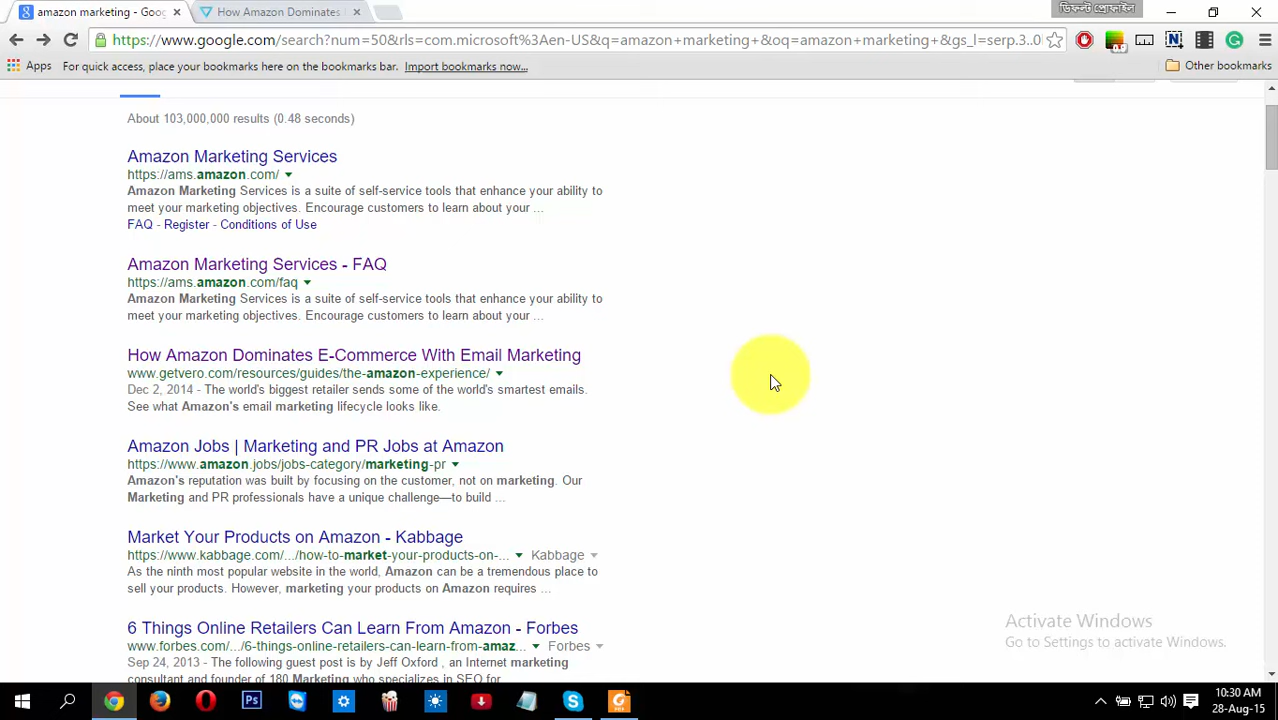 amazon marketing - Goog
How Amazon Dominates
ডিফল্ট প্রোফাইল
https://www.google.com/search?num=50&rls=com.microsoft%3Aen-US&q=amazon+marketing+&oq=amazon+marketing+&gs_l=serp.3..0
Apps For quick access, place your bookmarks here on the bookmarks bar. Import bookmarks now... Other bookmarks
About 103,000,000 results (0.48 seconds)
Amazon Marketing Services
https://ams.amazon.com/
Amazon Marketing Services is a suite of self-service tools that enhance your ability to
meet your marketing objectives. Encourage customers to learn about your ...
FAQ - Register - Conditions of Use
Amazon Marketing Services - FAQ
https://ams.amazon.com/faq
Amazon Marketing Services is a suite of self-service tools that enhance your ability to
meet your marketing objectives. Encourage customers to learn about your ...
How Amazon Dominates E-Commerce With Email Marketing
www.getvero.com/resources/guides/the-amazon-experience/
Dec 2, 2014 - The world's biggest retailer sends some of the world's smartest emails.
See what Amazon's email marketing lifecycle looks like.
Amazon Jobs | Marketing and PR Jobs at Amazon
https://www.amazon.jobs/jobs-category/marketing-pr
Amazon's reputation was built by focusing on the customer, not on marketing. Our
Marketing and PR professionals have a unique challenge—to build ...
Market Your Products on Amazon - Kabbage
https://www.kabbage.com/.../how-to-market-your-products-on-... Kabbage
As the ninth most popular website in the world, Amazon can be a tremendous place to
sell your products. However, marketing your products on Amazon requires ...
6 Things Online Retailers Can Learn From Amazon - Forbes
www.forbes.com/.../6-things-online-retailers-can-learn-from-amaz... Forbes
Sep 24, 2013 - The following guest post is by Jeff Oxford , an Internet marketing
consultant and founder of 180 Marketing who specializes in SEO for
Activate Windows
Go to Settings to activate Windows.
Ps
10:30 AM
28-Aug-15